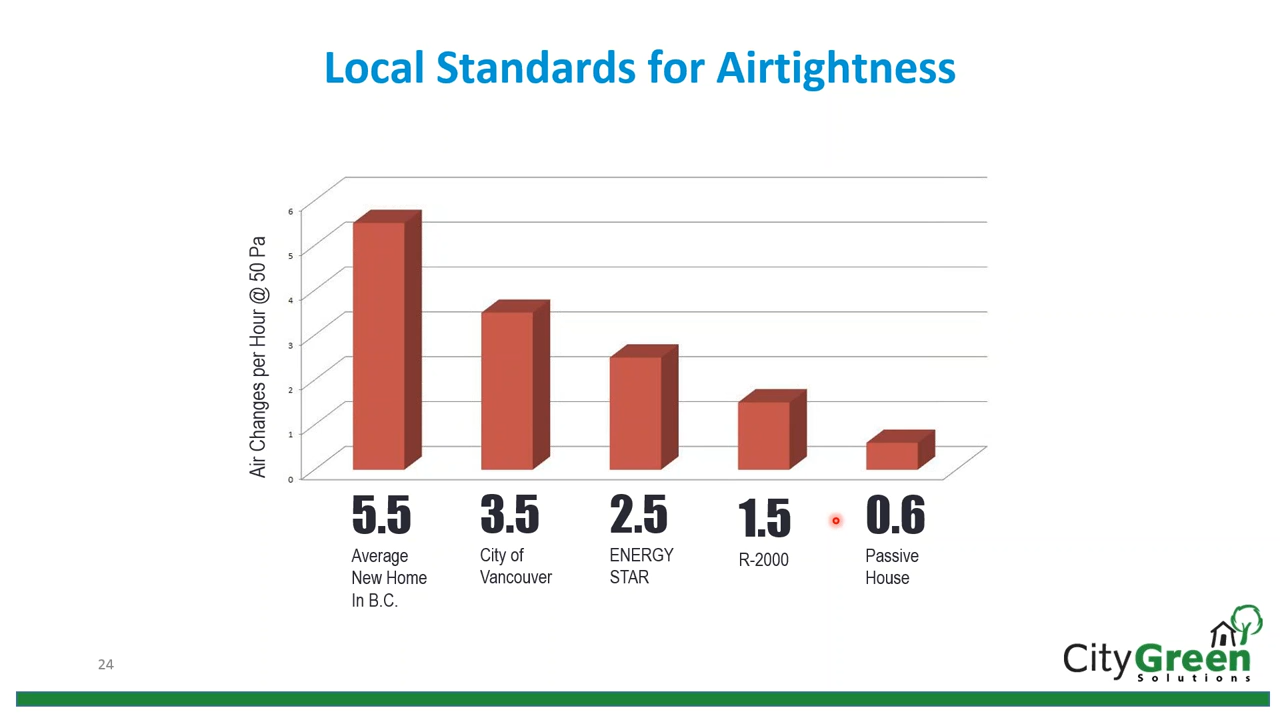 Local Standards for Airtightness
Air Changes per Hour @ 50 Pa
6
5
4
3
2
1
0
5.5
Average
New Home
In B.C.
3.5
City of
Vancouver
2.5
ENERGY
STAR
1.5
R-2000
0.6
Passive
House
24
CityGreen
Solutions